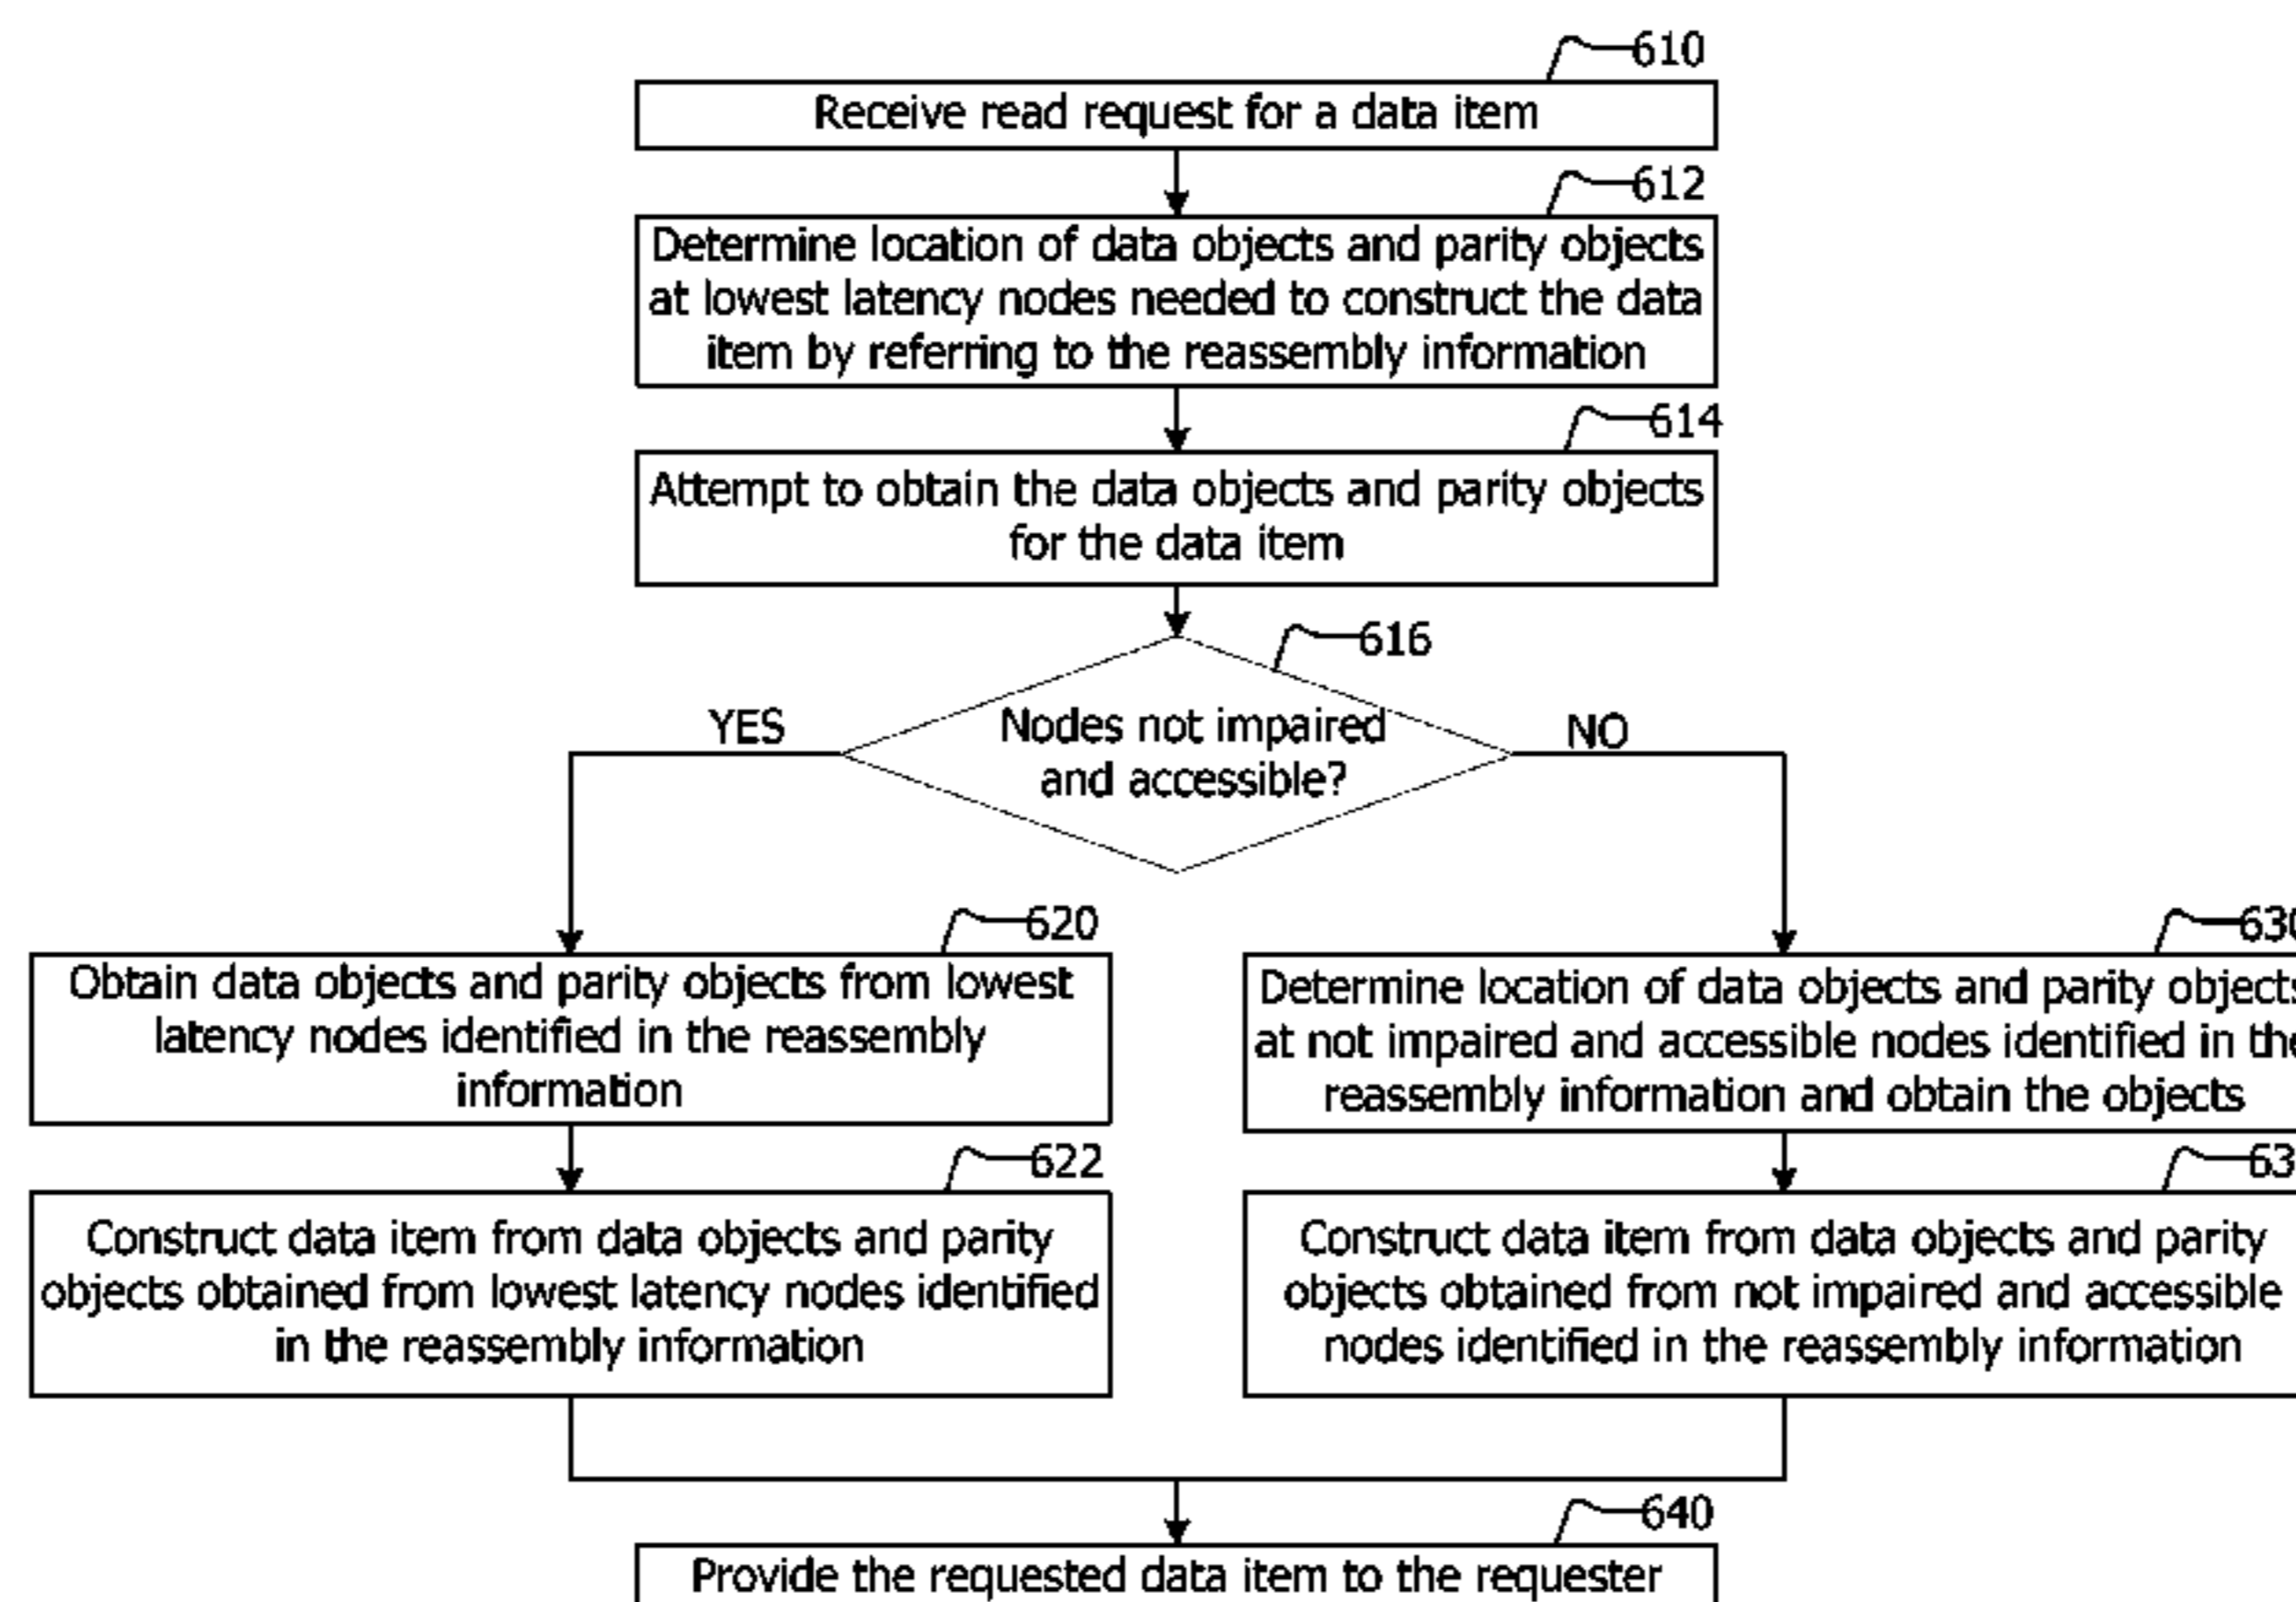 610
Receive read request for a data item
612
Determine location of data objects and parity objects
at lowest latency nodes needed to construct the data
item by referring to the reassembly information
614
Attempt to obtain the data objects and parity objects
for the data item
616
Nodes not impaired
and accessible?
YES
NO
620
Obtain data objects and parity objects from lowest
latency nodes identified in the reassembly
information
630
Determine location of data objects and parity objects
at not impaired and accessible nodes identified in the
reassembly information and obtain the objects
622
Construct data item from data objects and parity
objects obtained from lowest latency nodes identified
in the reassembly information
Construct data item from data objects and parity
objects obtained from not impaired and accessible
nodes identified in the reassembly information
640
Provide the requested data item to the requester